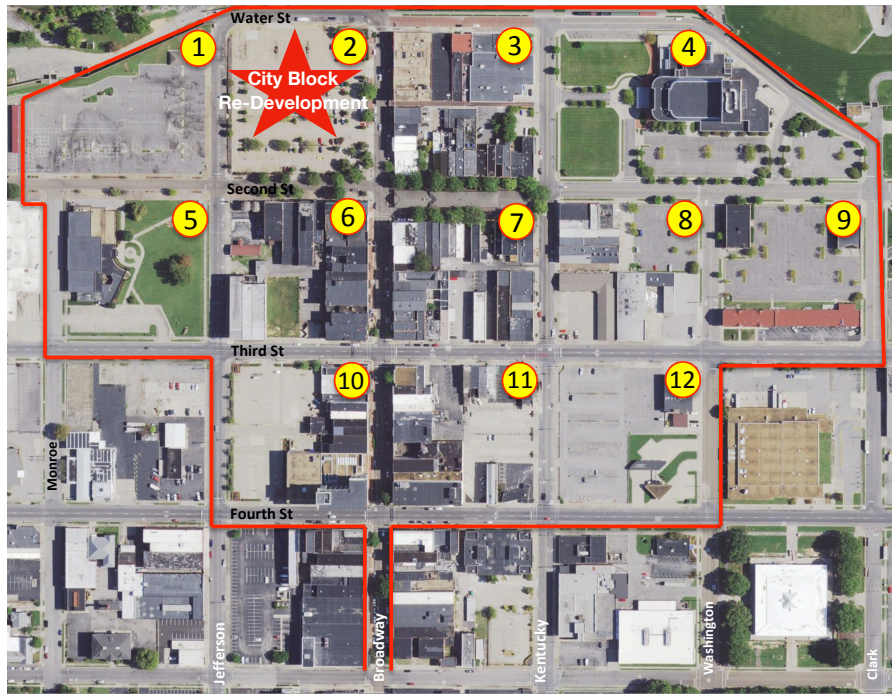 Water St
1
2
3
4
City Block
Re-Development
Second St
5
6
7
8
9
Third St
10
11
12
Monroe
Fourth St
Jefferson
Broadway
Kentucky
Washington
Clark